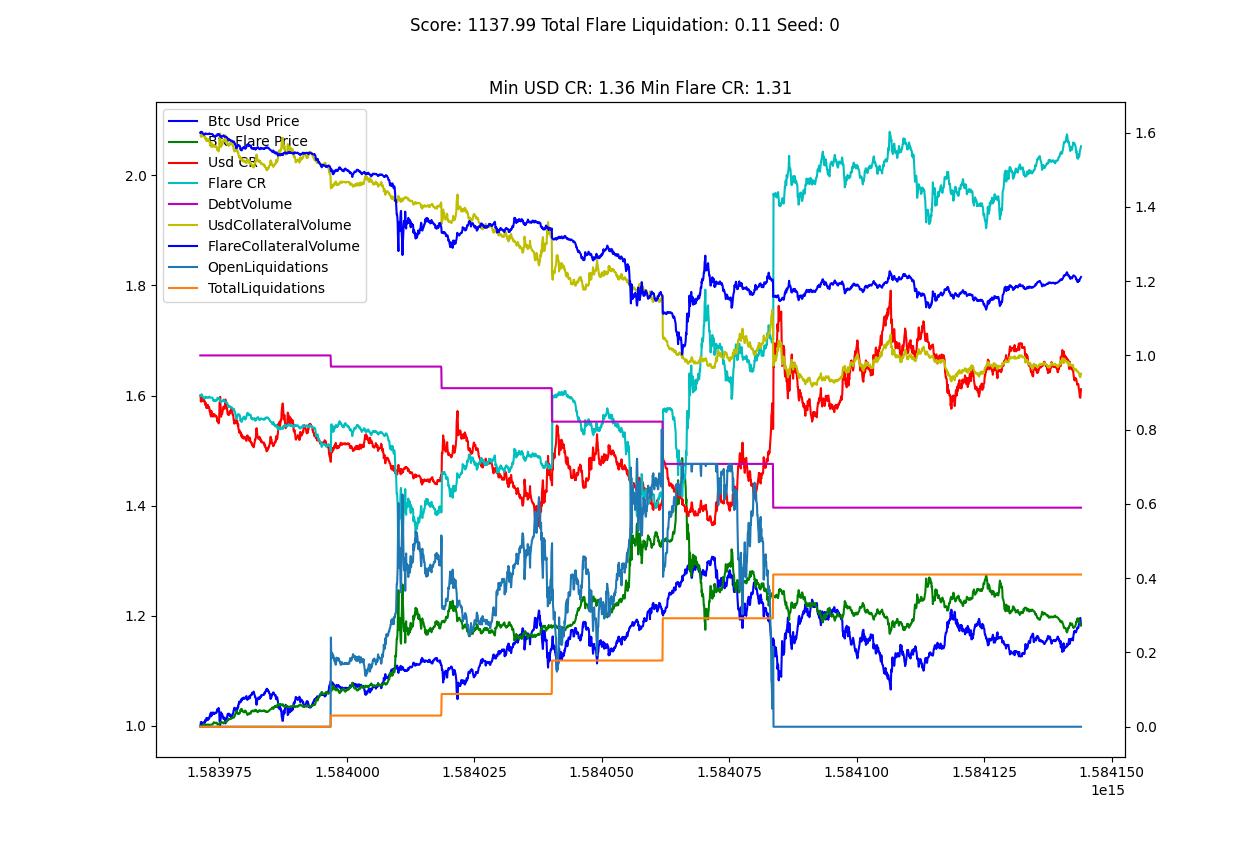 Score: 1137.99 Total Flare Liquidation: 0.11 Seed: 0
Min USD CR: 1.36 Min Flare CR: 1.31
Btc Usd Price
Btc Flare Price
Usd CR
Flare CR
DebtVolume
UsdCollateralVolume
FlareCollateralVolume
OpenLiquidations
TotalLiquidations
2.0
1.8
1.6
1.4
1.2
1.0
1.6
1.4
1.2
1.0
0.8
0.6
0.4
0.2
0.0
1.583975 1.584000 1.584025 1.584050 1.584075 1.584100 1.584125 1.584150
1e15